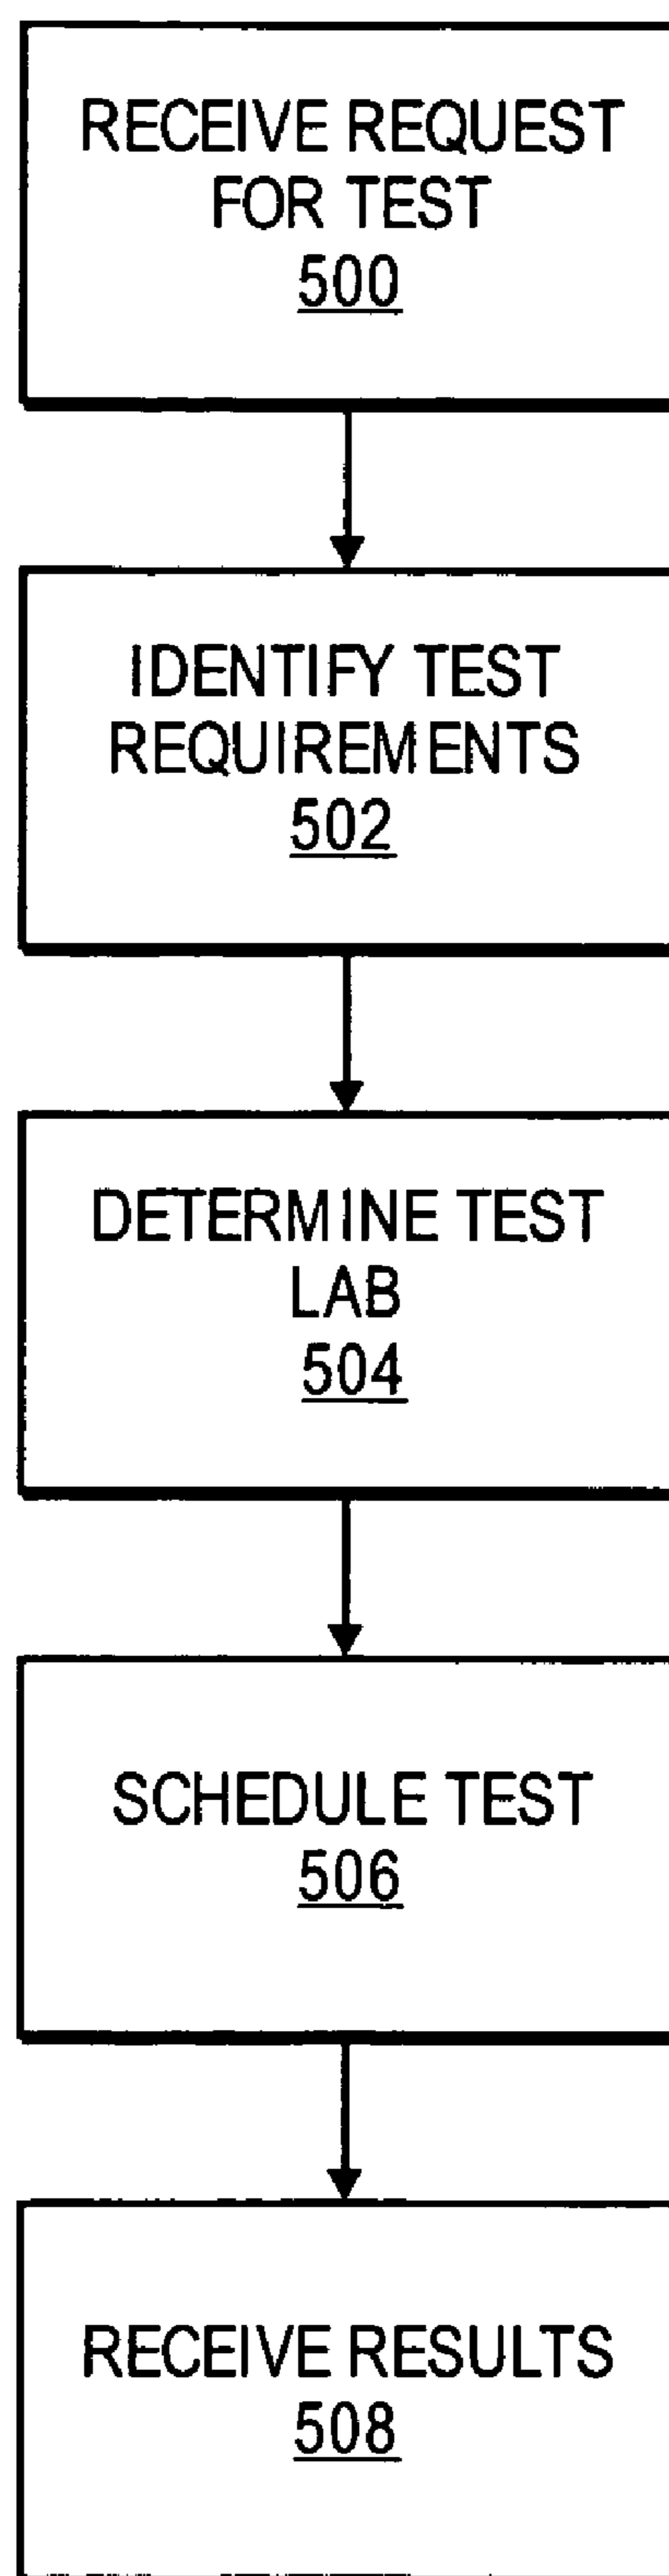 RECEIVE REQUEST
FOR TEST
500
IDENTIFY TEST
REQUIREMENTS
502
DETERMINE TEST
LAB
504
SCHEDULE TEST
506
RECEIVE RESULTS
508